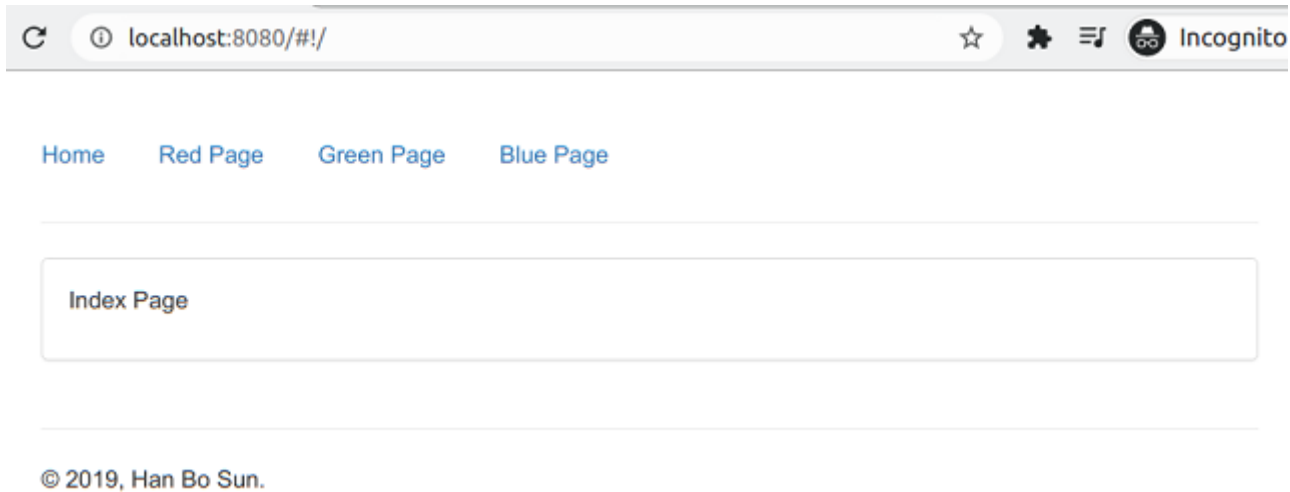 localhost:8080/#!/ Incognito
Home Red Page Green Page Blue Page
Index Page
© 2019, Han Bo Sun.